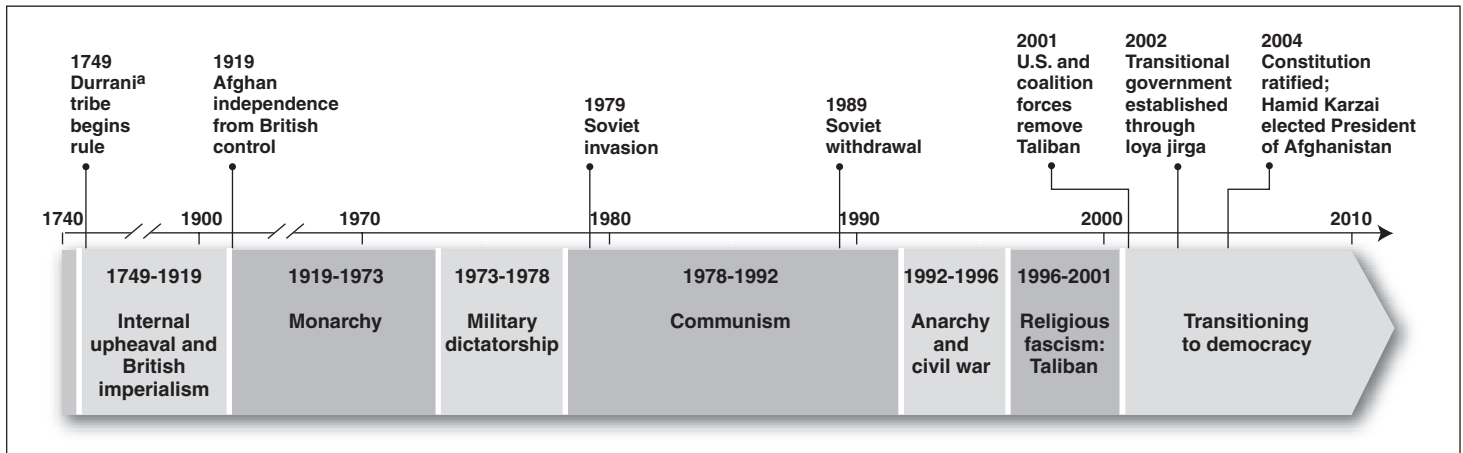 1749
Durraniᵃ
tribe
begins
rule
1919
Afghan
independence
from British
control
1979
Soviet
invasion
1989
Soviet
withdrawal
2001
U.S. and
coalition
forces
remove
Taliban
2002
Transitional
government
established
through
loya jirga
2004
Constitution
ratified;
Hamid Karzai
elected President
of Afghanistan
1740 1900 1970 1980 1990 2000 2010
1749-1919
Internal
upheaval and
British
imperialism
1919-1973
Monarchy
1973-1978
Military
dictatorship
1978-1992
Communism
1992-1996
Anarchy
and
civil war
1996-2001
Religious
fascism:
Taliban
Transitioning
to democracy